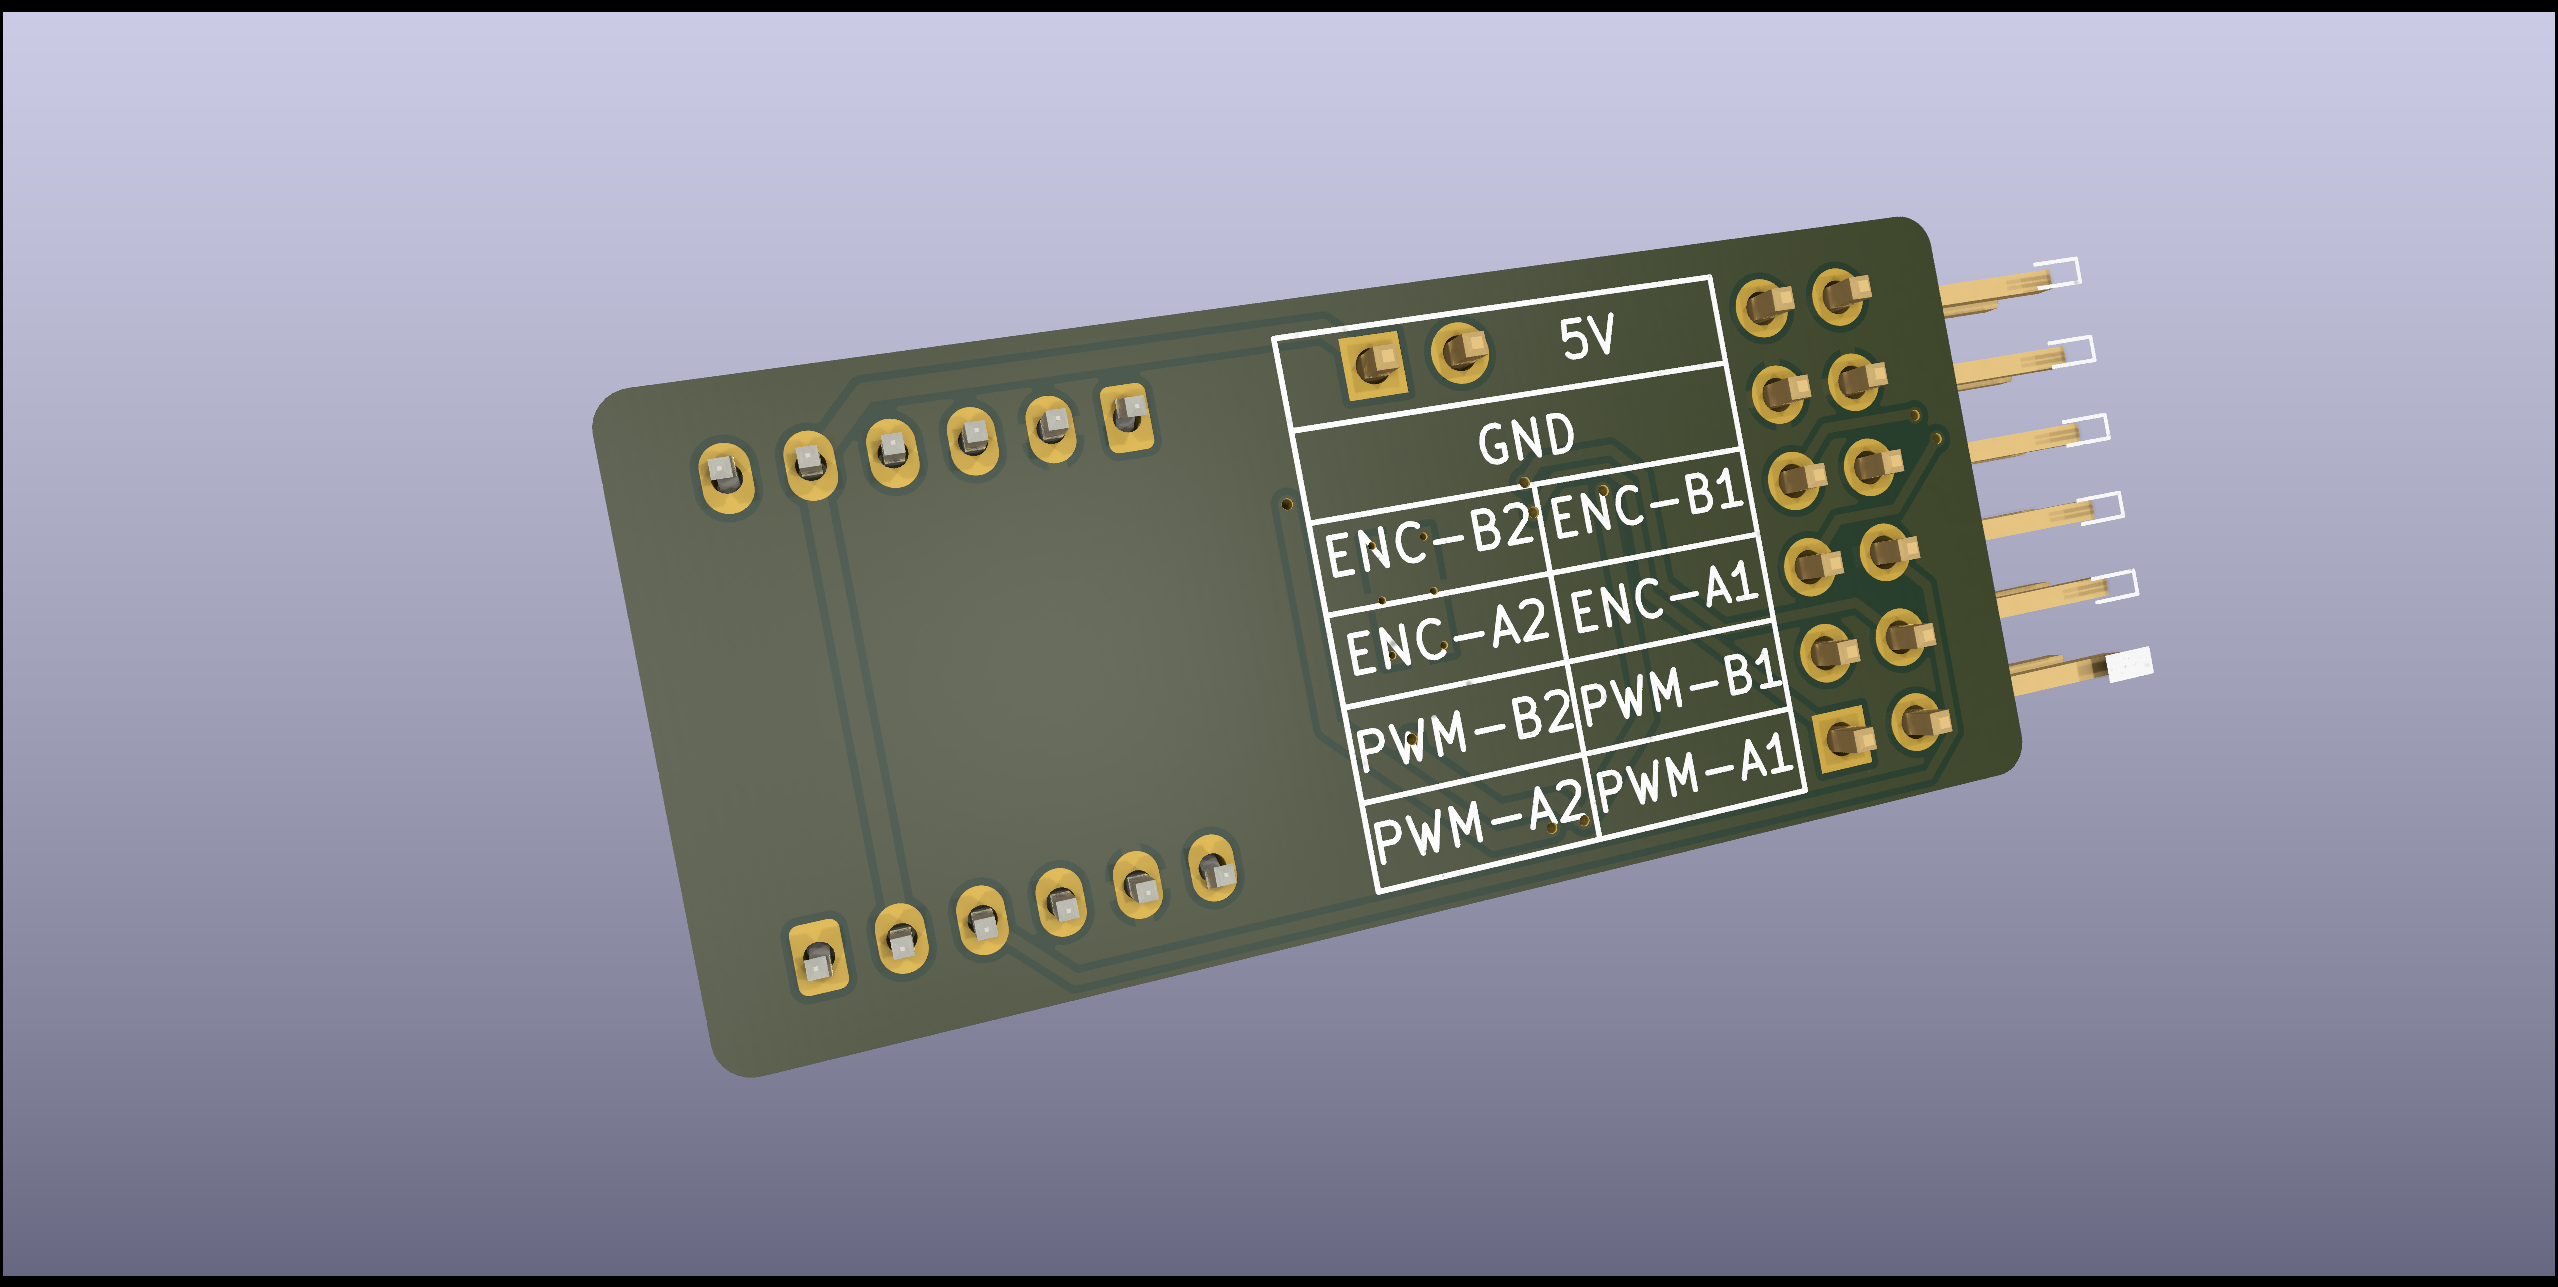 5V
GND
ENC-B2 ENC-B1
ENC-A2 ENC-A1
PWM-B2 PWM-B1
PWM-A2 PWM-A1